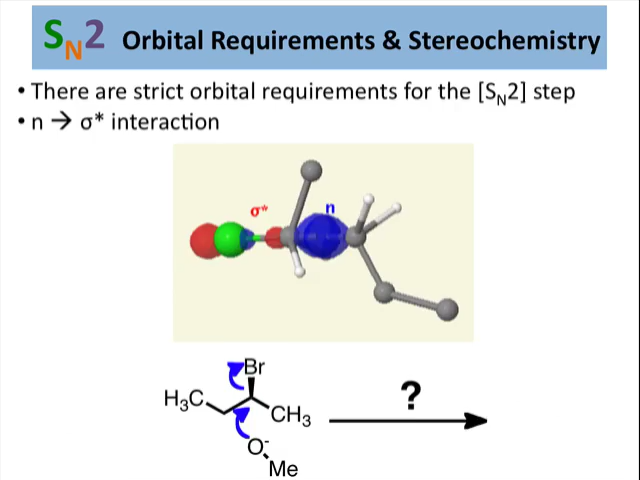 SN2 Orbital Requirements & Stereochemistry
• There are strict orbital requirements for the [SN2] step
• n → σ* interaction
σ* n
Br
H3C
CH3
?
O-
Me